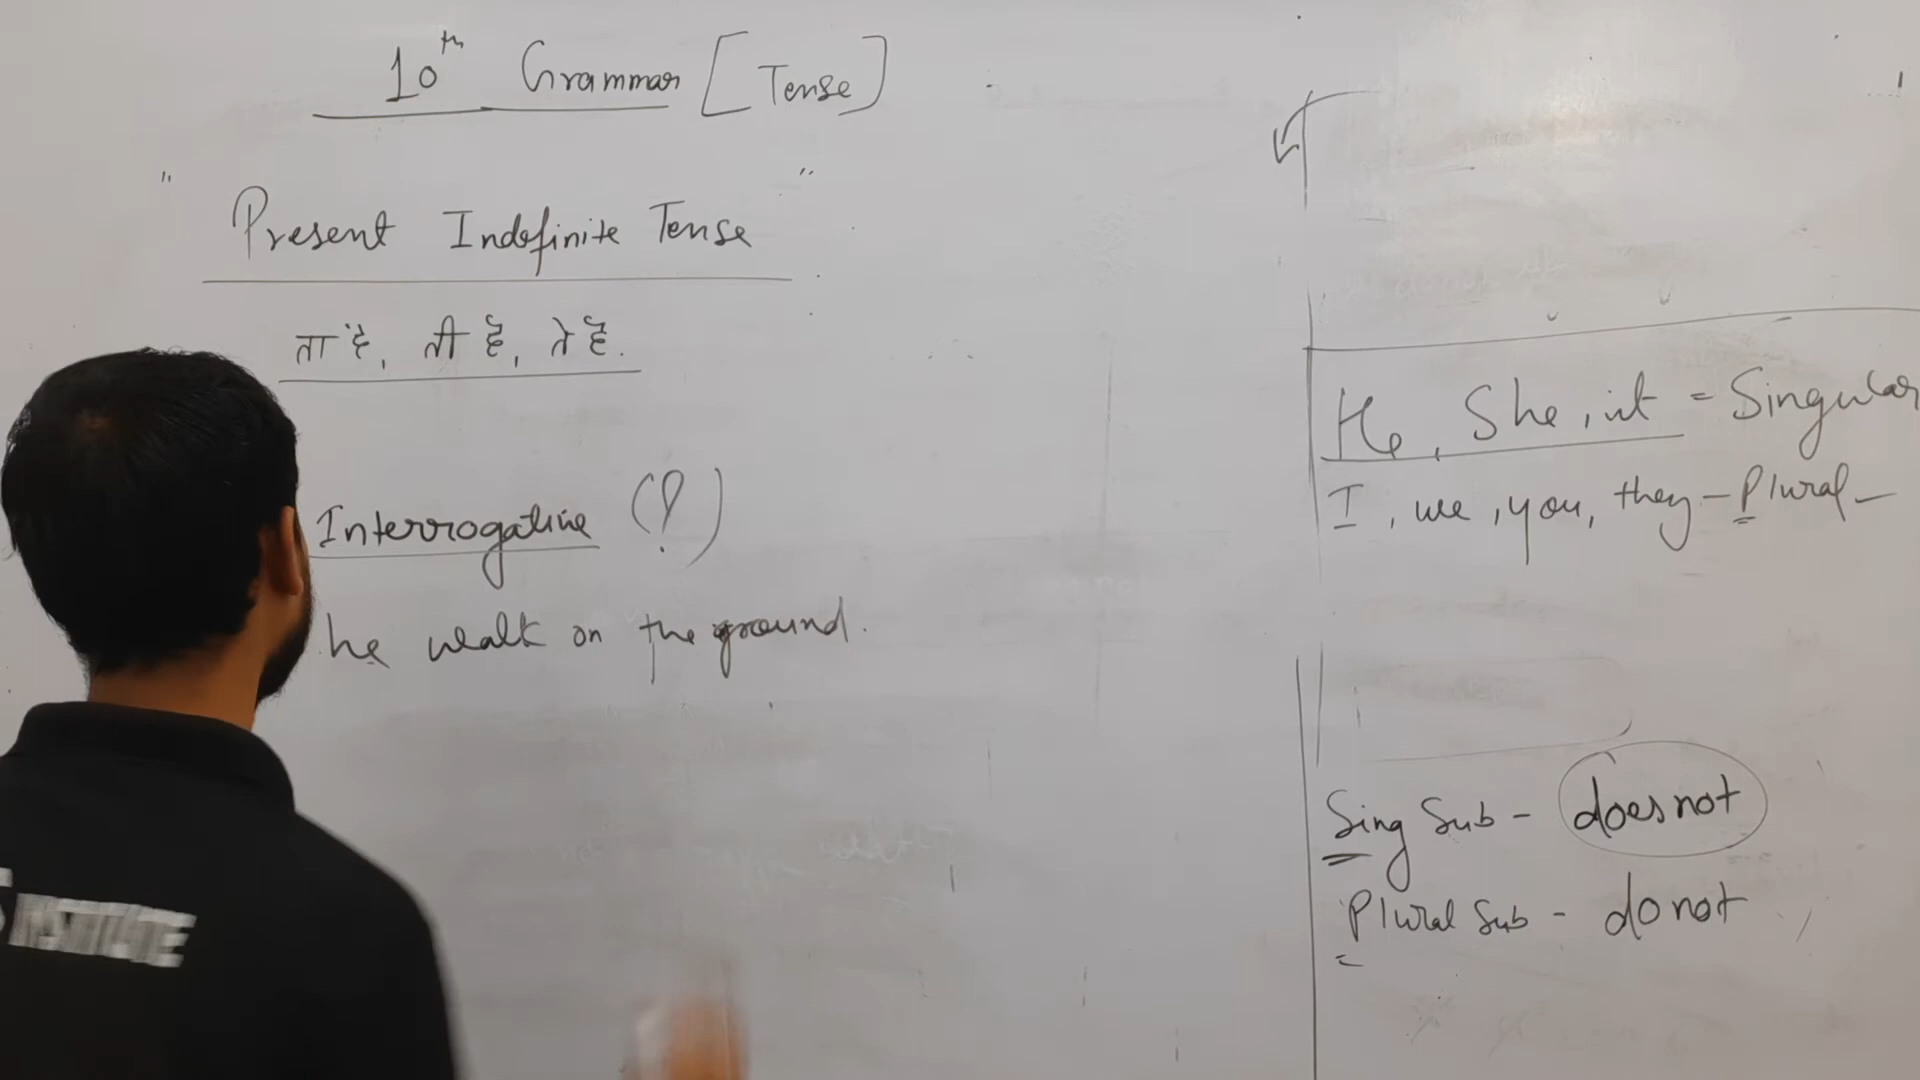 10th Grammar [Tense]
"Present Indefinite Tense"
ता है, ती है, ते है.
Interrogative (?)
he walk on the ground.
He, She, it = Singular
I, we, you, they - Plural -
Sing Sub - does not
Plural Sub - do not
INSTITUTE